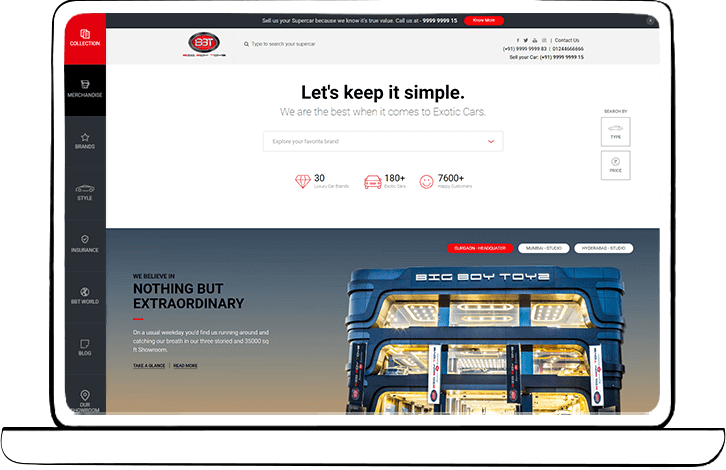 Sell us your Supercar because we know it's true value. Call us at - 9999 9999 15
Know More
x
COLLECTION
MERCHANDISE
BRANDS
STYLE
INSURANCE
BBT WORLD
BLOG
OUR
SHOWROOM
BBT
BIG BOY TOYZ
Type to search your supercar
| Contact Us
(+91) 9999 9999 83 | 01244666666
Sell your Car: (+91) 9999 9999 15
Let's keep it simple.
We are the best when it comes to Exotic Cars.
Explore your favorite brand
SEARCH BY
TYPE
PRICE
30
Luxury Car Brands
180+
Exotic Cars
7600+
Happy Customers
GURGAON - HEADQUATER
MUMBAI - STUDIO
HYDERABAD - STUDIO
WE BELIEVE IN
NOTHING BUT
EXTRAORDINARY
On a usual weekday you'd find us running around and
catching our breath in our three storied and 35000 sq
ft Showroom.
TAKE A GLANCE | READ MORE
BIG BOY TOYZ